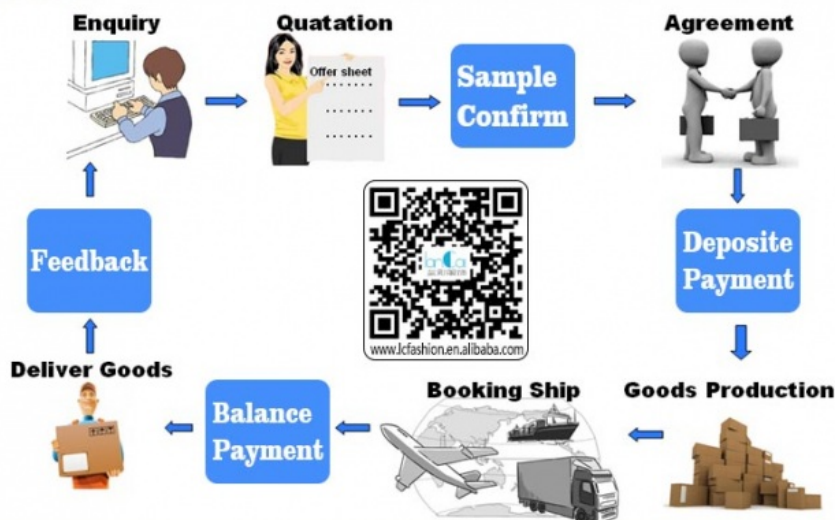 Enquiry
Quatation
Offer sheet
Sample
Confirm
Agreement
Deposite
Payment
Goods Production
Booking Ship
Balance
Payment
Deliver Goods
Feedback
www.lcfashion.en.alibaba.com